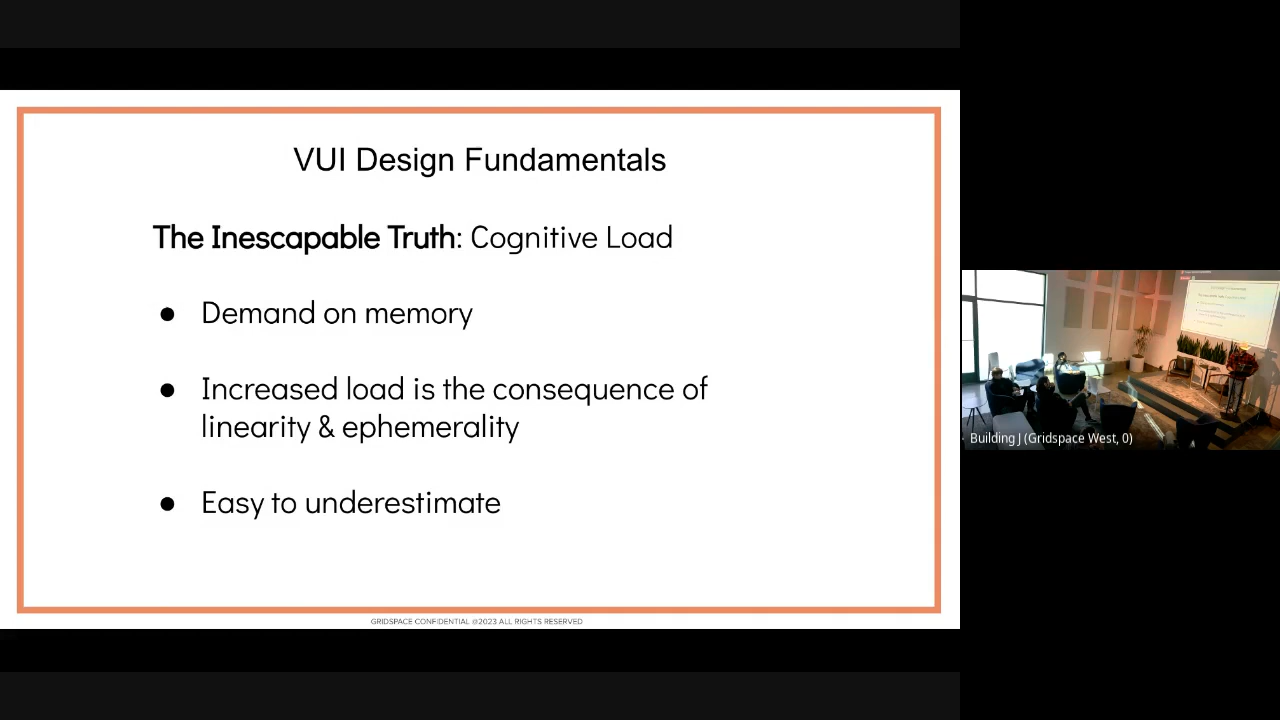 VUI Design Fundamentals
The Inescapable Truth: Cognitive Load
● Demand on memory
● Increased load is the consequence of
linearity & ephemerality
● Easy to underestimate
GRIDSPACE CONFIDENTIAL @2023 ALL RIGHTS RESERVED
Building J (Gridspace West, 0)